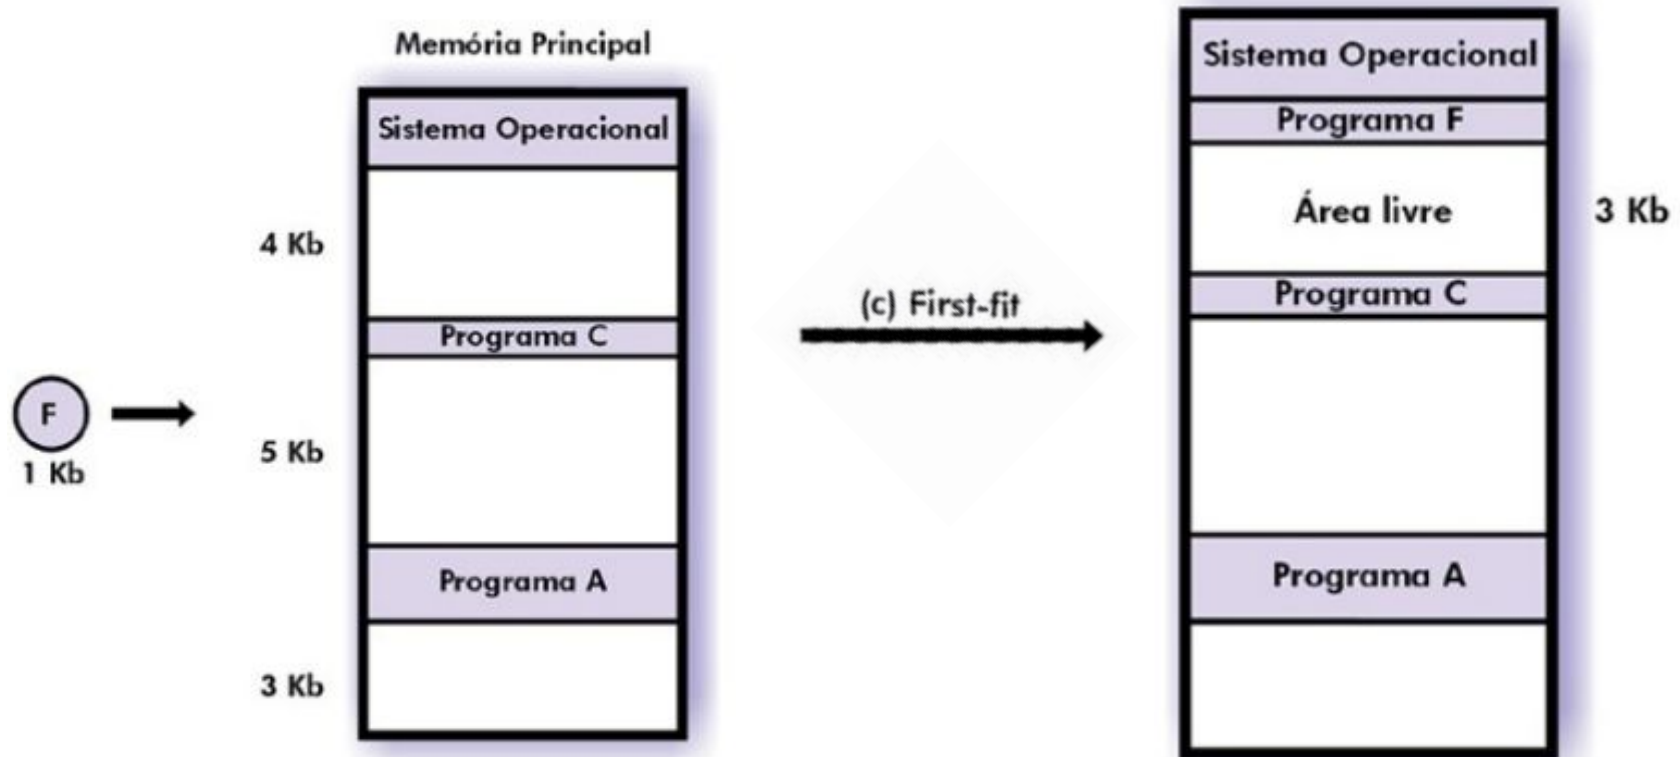 Memória Principal
Sistema Operacional
4 Kb
Programa C
F
1 Kb
5 Kb
Programa A
3 Kb
(c) First-fit
Sistema Operacional
Programa F
Área livre
3 Kb
Programa C
Programa A